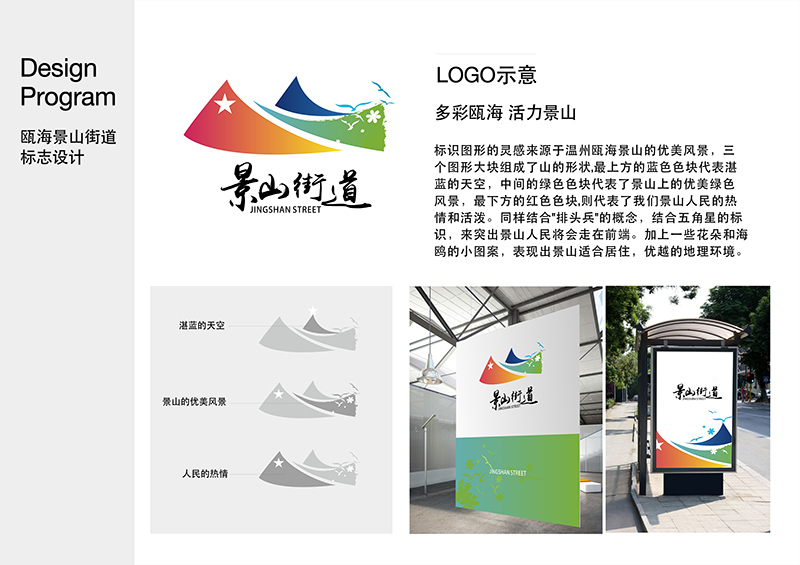 Design
Program
瓯海景山街道
标志设计
景山街道
JINGSHAN STREET
LOGO示意
多彩瓯海 活力景山
标识图形的灵感来源于温州瓯海景山的优美风景，三
个图形大块组成了山的形状,最上方的蓝色色块代表湛
蓝的天空，中间的绿色色块代表了景山上的优美绿色
风景，最下方的红色色块,则代表了我们景山人民的热
情和活泼。同样结合"排头兵"的概念，结合五角星的标
识，来突出景山人民将会走在前端。加上一些花朵和海
鸥的小图案，表现出景山适合居住，优越的地理环境。
湛蓝的天空
景山的优美风景
人民的热情
景山街道
JINGSHAN STREET
JINGSHAN STREET
景山街道
JINGSHAN STREET